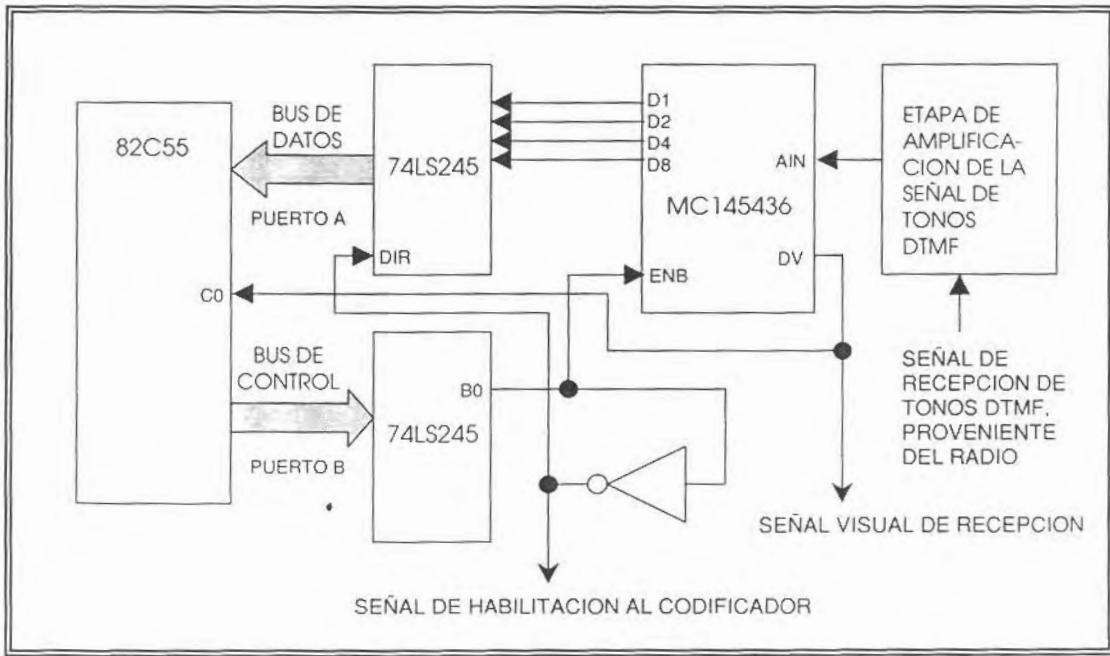 82C55
BUS DE
DATOS
PUERTO A
C0
BUS DE
CONTROL
PUERTO B
74LS245
DIR
74LS245
B0
D1
D2
D4
D8
AIN
MC145436
ENB
DV
ETAPA DE
AMPLIFICA-
CION DE LA
SEÑAL DE
TONOS
DTMF
SEÑAL DE
RECEPCION DE
TONOS DTMF,
PROVENIENTE
DEL RADIO
SEÑAL VISUAL DE RECEPCION
SEÑAL DE HABILITACION AL CODIFICADOR